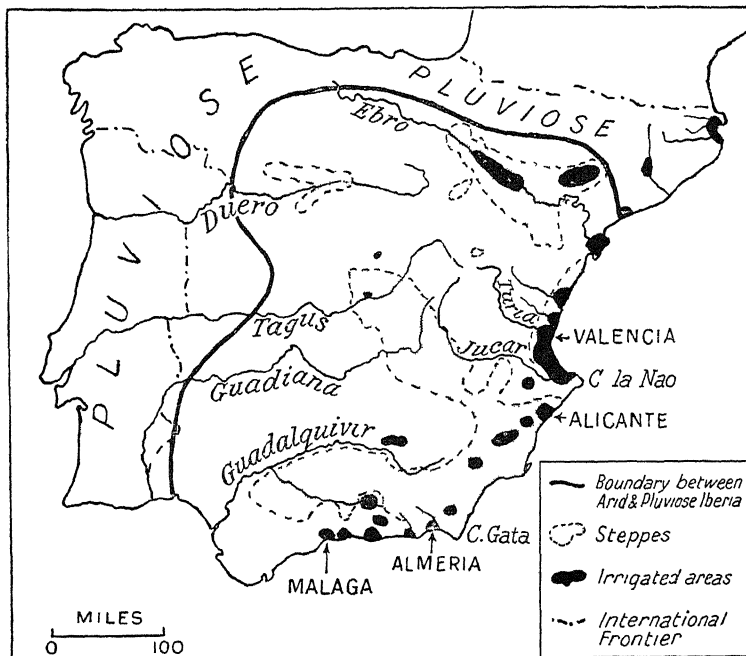 PLUVIOSE
PLUVIOSE
Ebro
Duero
Turia
VALENCIA
Tagus
Jucar
C la Nao
Guadiana
ALICANTE
Guadalquivir
C. Gata
ALMERIA
MALAGA
MILES
0 100
Boundary between
Arid & Pluviose Iberia
Steppes
Irrigated areas
International
Frontier